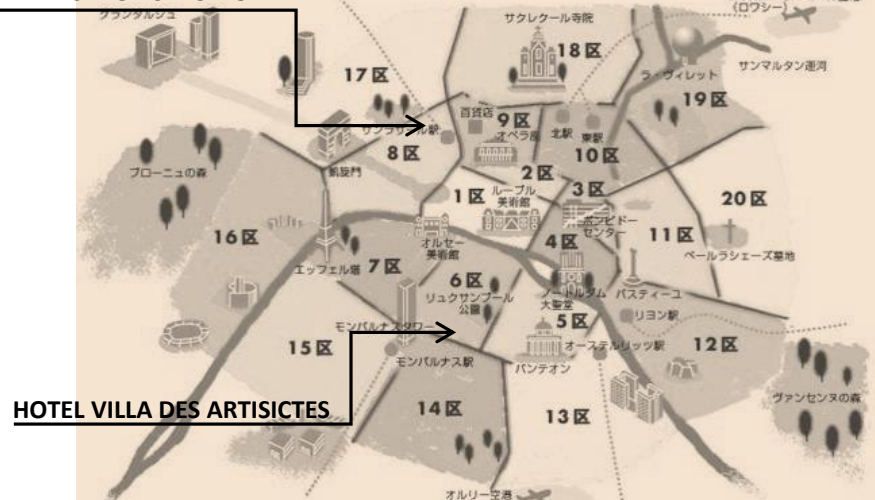 (ロワシー)
グランダルシュ
サクレクール寺院
18区
17区
ラ・ヴィレット
サンマルタン運河
19区
百貨店
サンラザール駅
9区
オペラ座
北駅
東駅
8区
10区
凱旋門
ブローニュの森
2区
1区
ルーブル
美術館
3区
ポンピドー
センター
20区
16区
オルセー
美術館
4区
11区
ペールラシェーズ墓地
エッフェル塔
7区
6区
リュクサンブール
公園
ノートルダム
大聖堂
バスティーユ
モンパルナスタワー
5区
リヨン駅
15区
オーステルリッツ駅
12区
モンパルナス駅
パンテオン
ヴァンセンヌの森
HOTEL VILLA DES ARTISICTES
14区
13区
オルリー空港